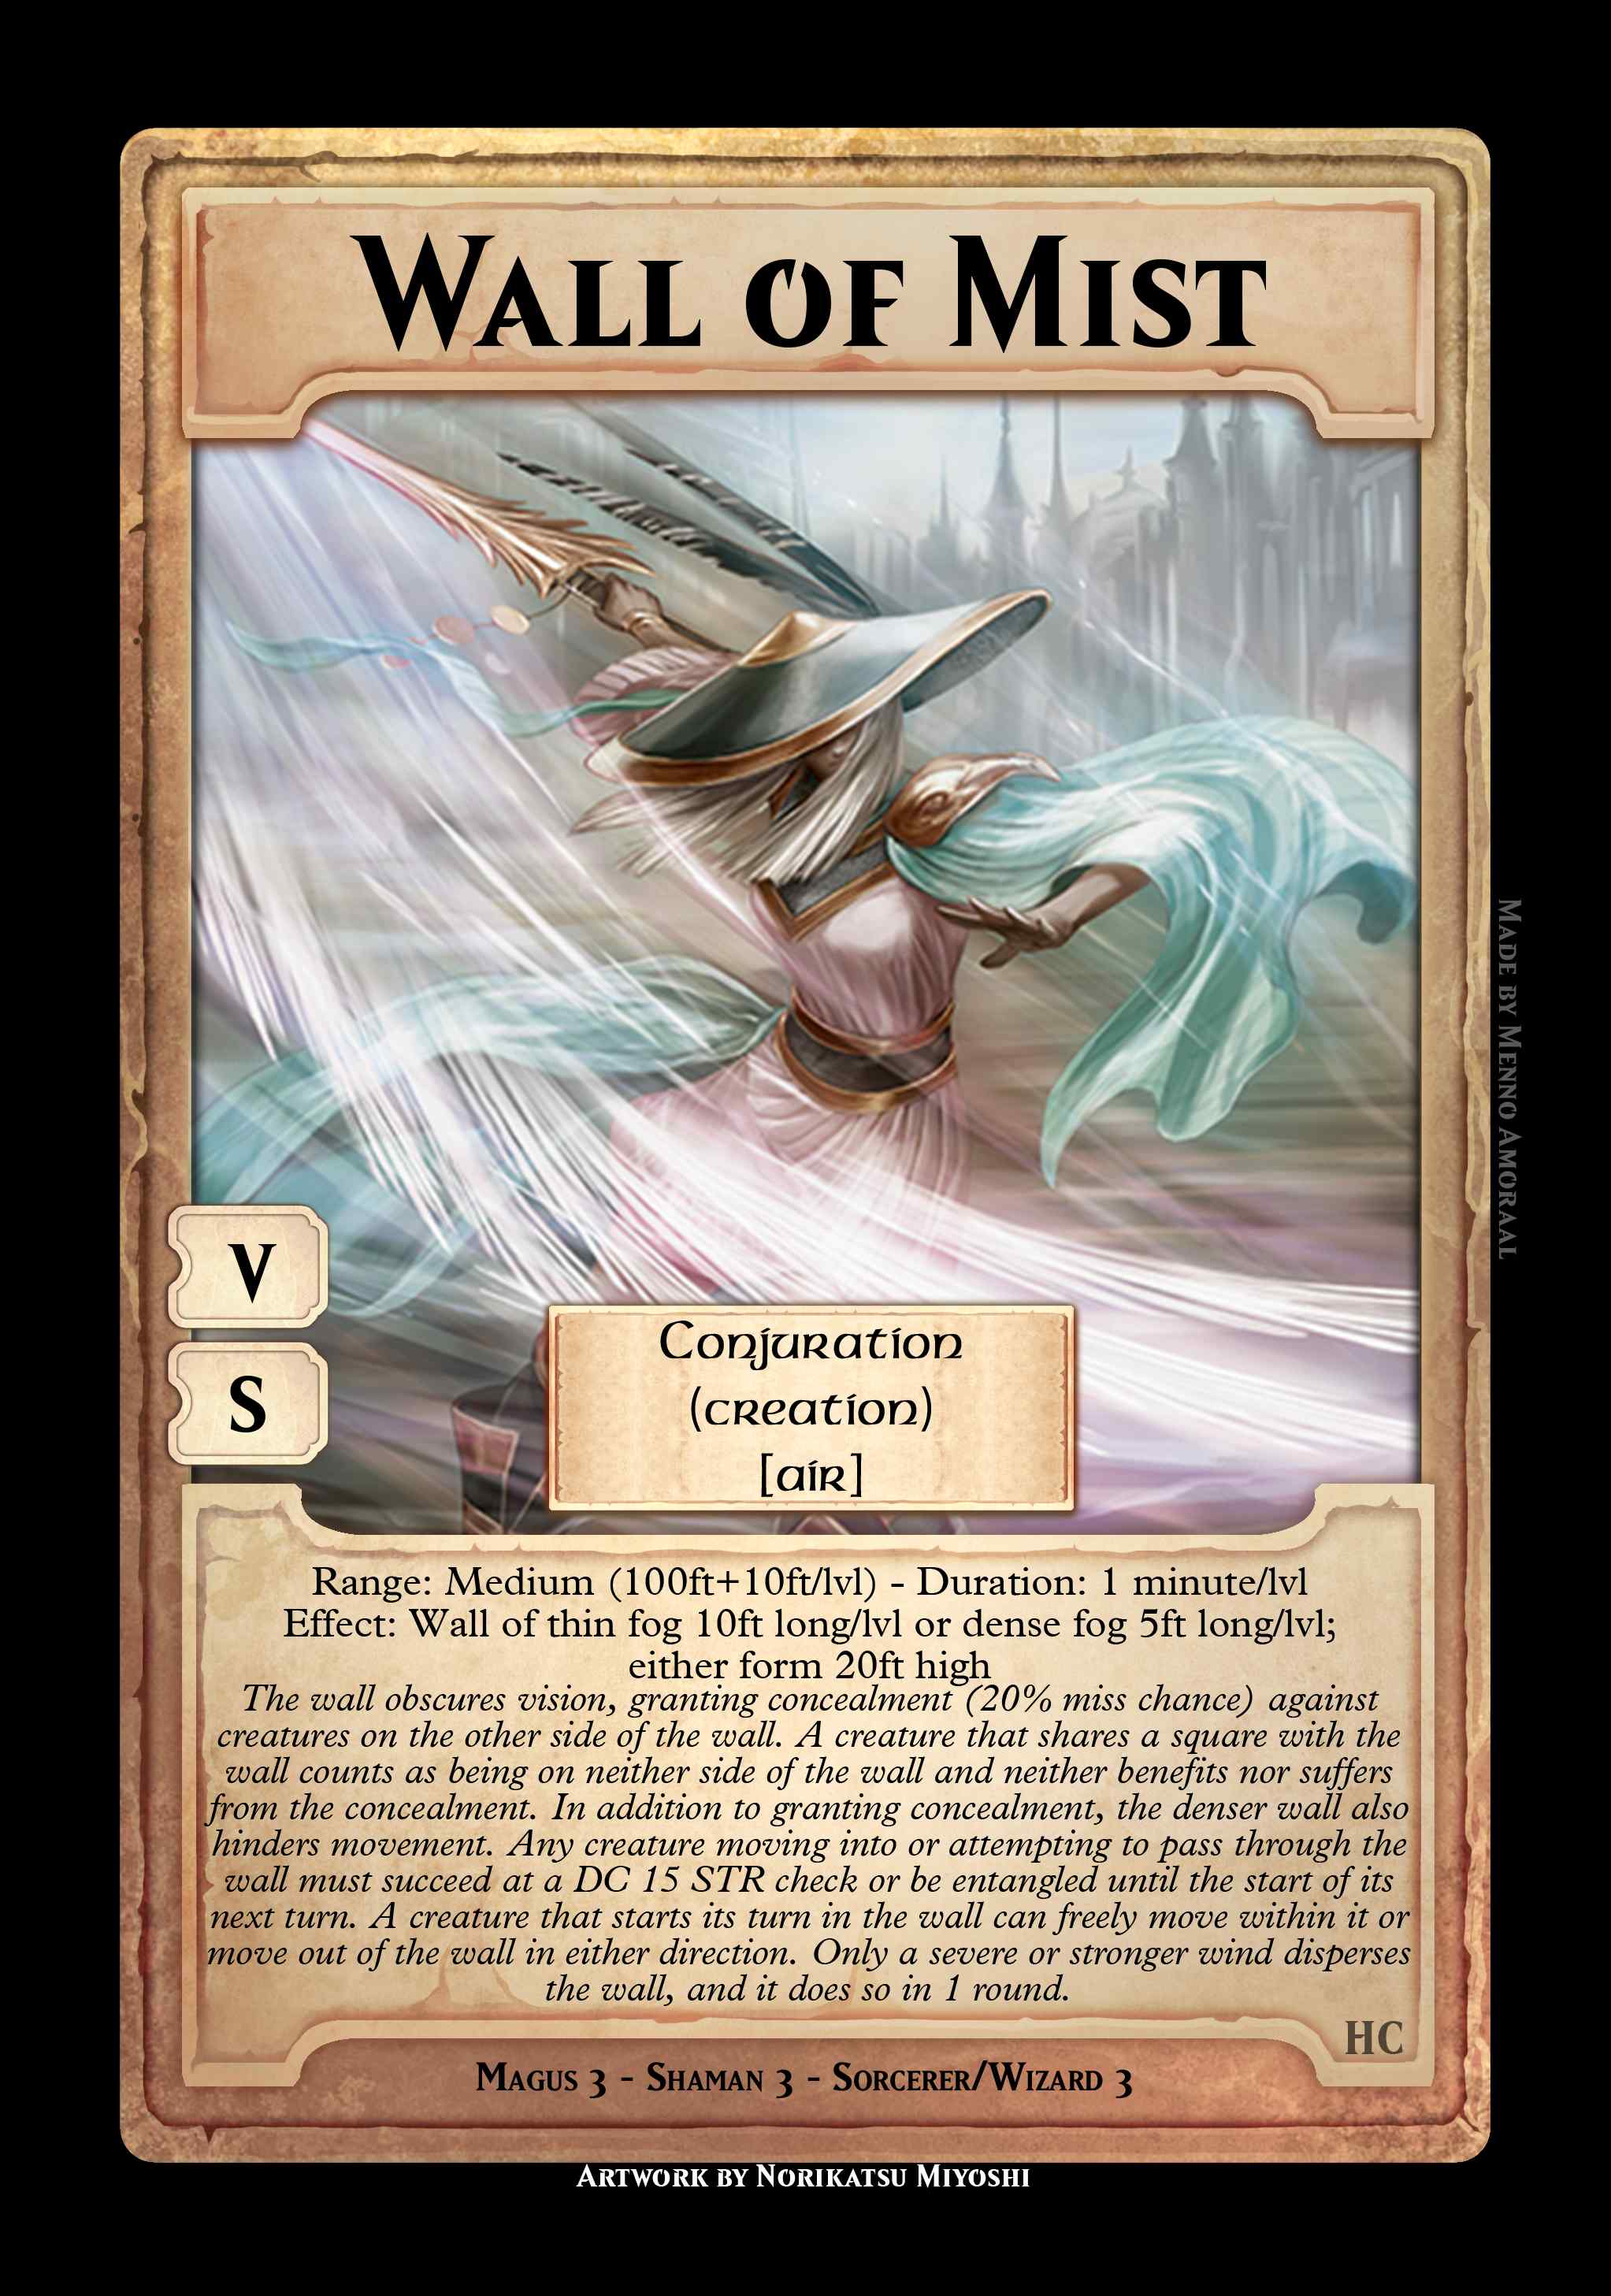 Wall of Mist
V
S
Conjuration
(creation)
[air]
Range: Medium (100ft+10ft/lvl) - Duration: 1 minute/lvl
Effect: Wall of thin fog 10ft long/lvl or dense fog 5ft long/lvl;
either form 20ft high
The wall obscures vision, granting concealment (20% miss chance) against
creatures on the other side of the wall. A creature that shares a square with the
wall counts as being on neither side of the wall and neither benefits nor suffers
from the concealment. In addition to granting concealment, the denser wall also
hinders movement. Any creature moving into or attempting to pass through the
wall must succeed at a DC 15 STR check or be entangled until the start of its
next turn. A creature that starts its turn in the wall can freely move within it or
move out of the wall in either direction. Only a severe or stronger wind disperses
the wall, and it does so in 1 round.
HC
Magus 3 - Shaman 3 - Sorcerer/Wizard 3
Artwork by Norikatsu Miyoshi
Made by Menno Amoraal